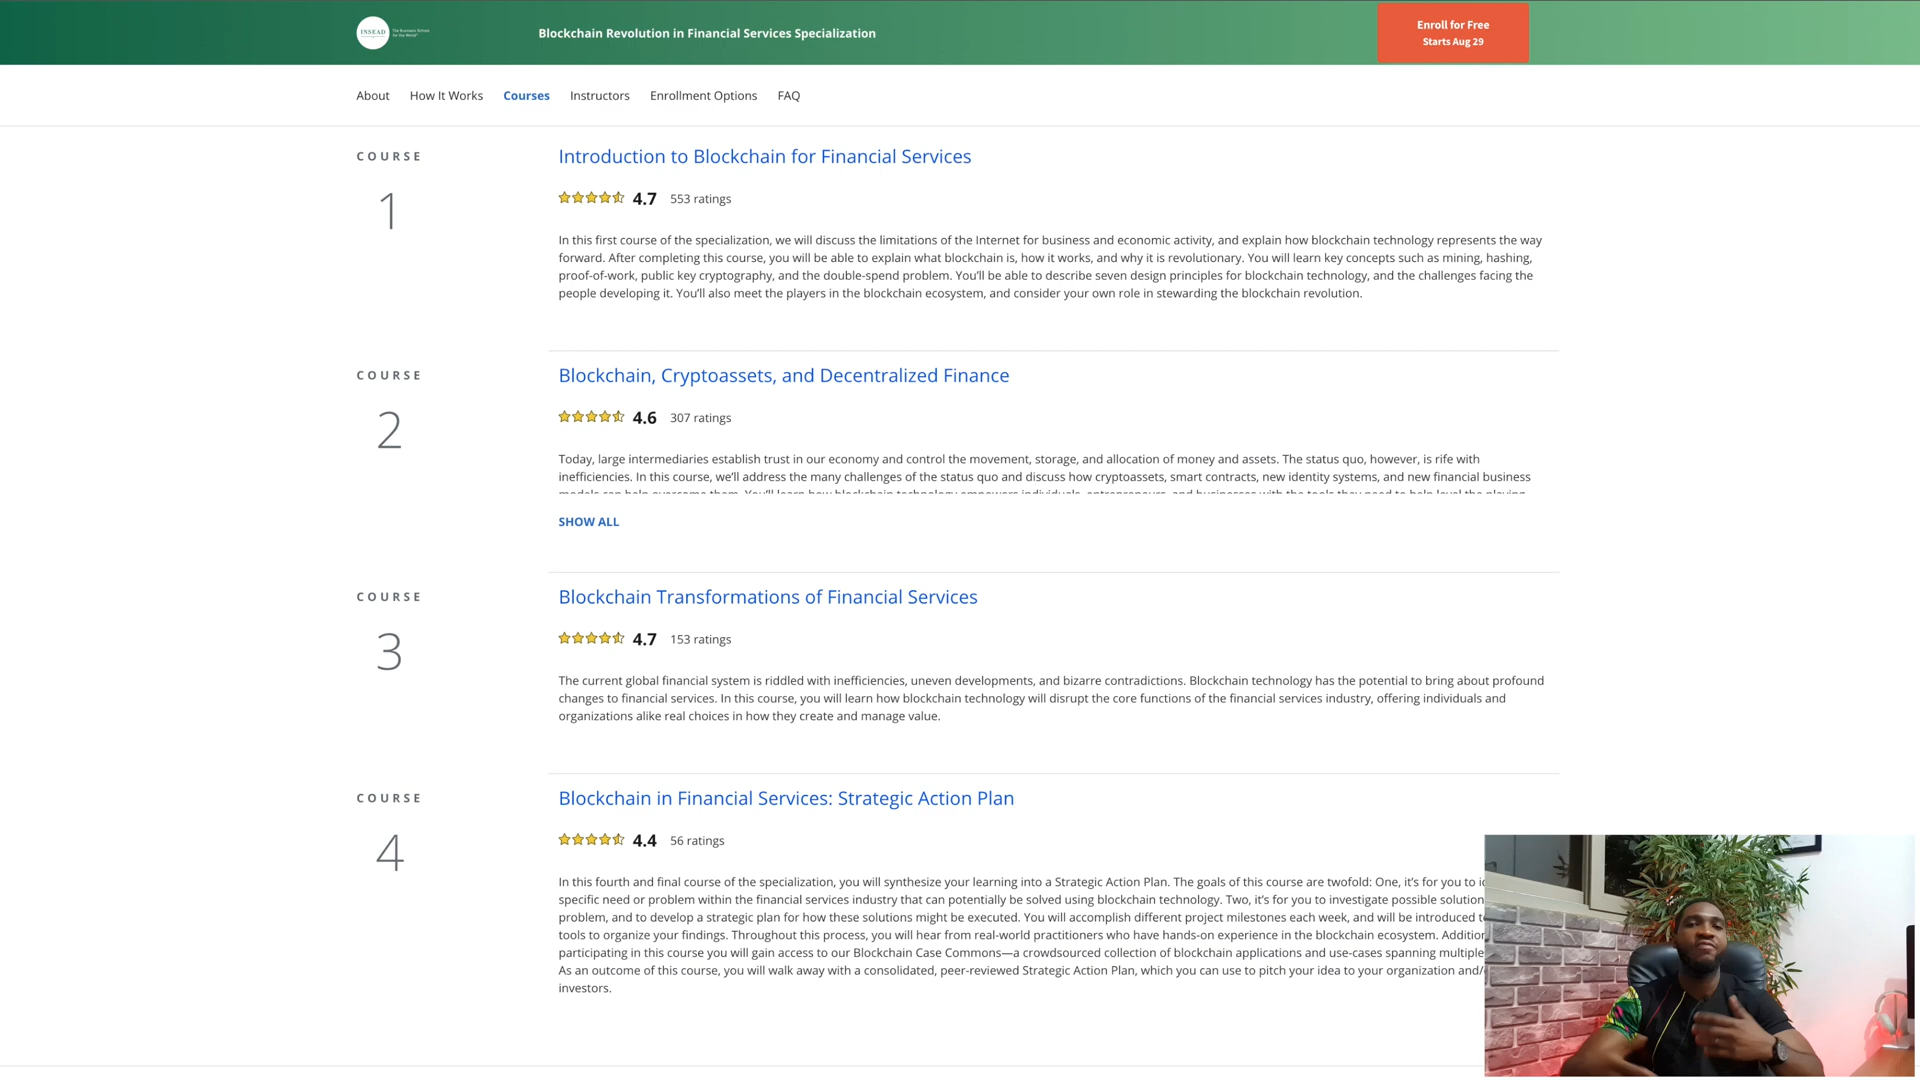 INSEAD
The Business School
for the World®
Blockchain Revolution in Financial Services Specialization
Enroll for Free
Starts Aug 29
About How It Works Courses Instructors Enrollment Options FAQ
COURSE
1
Introduction to Blockchain for Financial Services
4.7 553 ratings
In this first course of the specialization, we will discuss the limitations of the Internet for business and economic activity, and explain how blockchain technology represents the way
forward. After completing this course, you will be able to explain what blockchain is, how it works, and why it is revolutionary. You will learn key concepts such as mining, hashing,
proof-of-work, public key cryptography, and the double-spend problem. You’ll be able to describe seven design principles for blockchain technology, and the challenges facing the
people developing it. You’ll also meet the players in the blockchain ecosystem, and consider your own role in stewarding the blockchain revolution.
COURSE
2
Blockchain, Cryptoassets, and Decentralized Finance
4.6 307 ratings
Today, large intermediaries establish trust in our economy and control the movement, storage, and allocation of money and assets. The status quo, however, is rife with
inefficiencies. In this course, we’ll address the many challenges of the status quo and discuss how cryptoassets, smart contracts, new identity systems, and new financial business
models can help overcome them. You’ll learn how blockchain technology empowers individuals, entrepreneurs, and businesses with the tools they need to help level the playing
SHOW ALL
COURSE
3
Blockchain Transformations of Financial Services
4.7 153 ratings
The current global financial system is riddled with inefficiencies, uneven developments, and bizarre contradictions. Blockchain technology has the potential to bring about profound
changes to financial services. In this course, you will learn how blockchain technology will disrupt the core functions of the financial services industry, offering individuals and
organizations alike real choices in how they create and manage value.
COURSE
4
Blockchain in Financial Services: Strategic Action Plan
4.4 56 ratings
In this fourth and final course of the specialization, you will synthesize your learning into a Strategic Action Plan. The goals of this course are twofold: One, it’s for you to
specific need or problem within the financial services industry that can potentially be solved using blockchain technology. Two, it’s for you to investigate possible solution
problem, and to develop a strategic plan for how these solutions might be executed. You will accomplish different project milestones each week, and will be introduced
tools to organize your findings. Throughout this process, you will hear from real-world practitioners who have hands-on experience in the blockchain ecosystem. Addition
participating in this course you will gain access to our Blockchain Case Commons—a crowdsourced collection of blockchain applications and use-cases spanning multiple
As an outcome of this course, you will walk away with a consolidated, peer-reviewed Strategic Action Plan, which you can use to pitch your idea to your organization and/
investors.